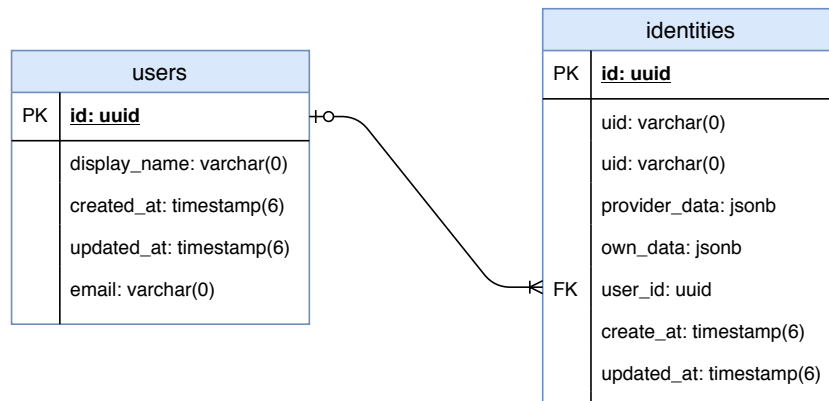 users
PK id: uuid
display_name: varchar(0)
created_at: timestamp(6)
updated_at: timestamp(6)
email: varchar(0)
identities
PK id: uuid
uid: varchar(0)
uid: varchar(0)
provider_data: jsonb
own_data: jsonb
FK user_id: uuid
create_at: timestamp(6)
updated_at: timestamp(6)